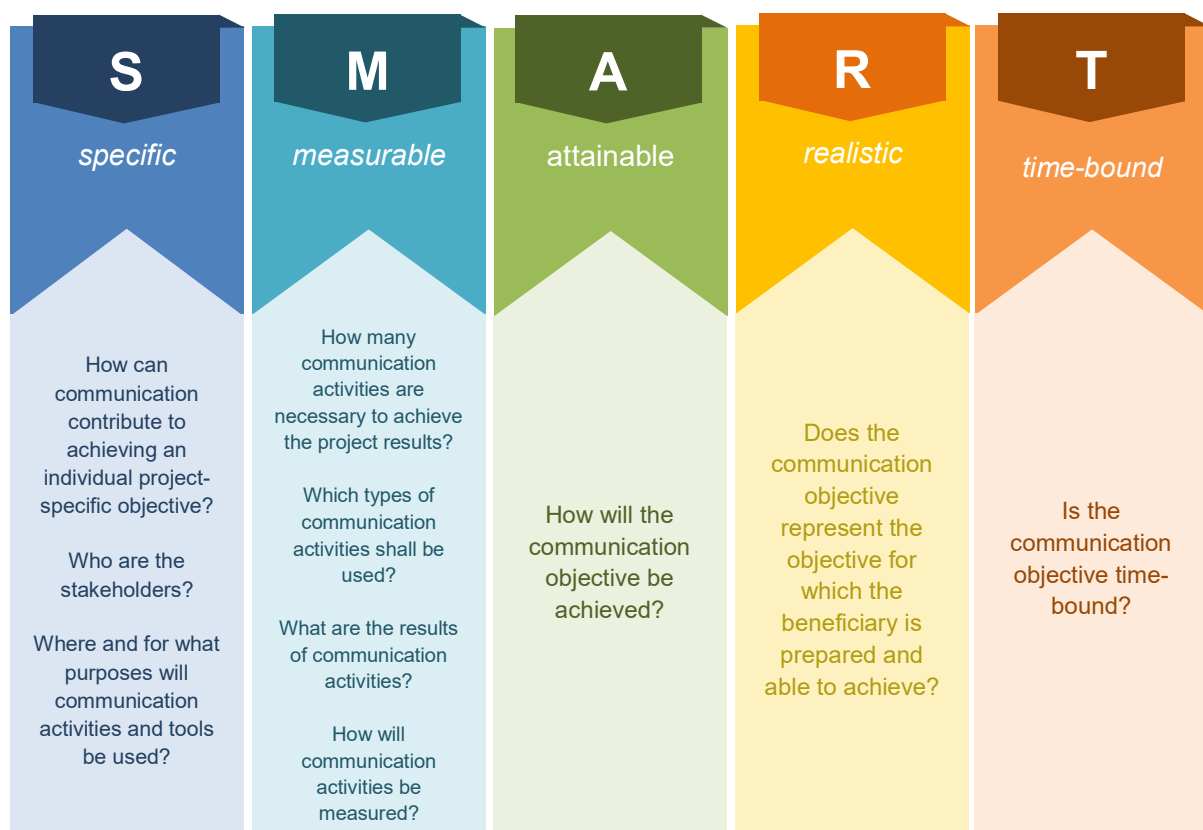 S
specific
How can
communication
contribute to
achieving an
individual project-
specific objective?
Who are the
stakeholders?
Where and for what
purposes will
communication
activities and tools
be used?
M
measurable
How many
communication
activities are
necessary to achieve
the project results?
Which types of
communication
activities shall be
used?
What are the results
of communication
activities?
How will
communication
activities be
measured?
A
attainable
How will the
communication
objective be
achieved?
R
realistic
Does the
communication
objective
represent the
objective for
which the
beneficiary is
prepared and
able to achieve?
T
time-bound
Is the
communication
objective time-
bound?